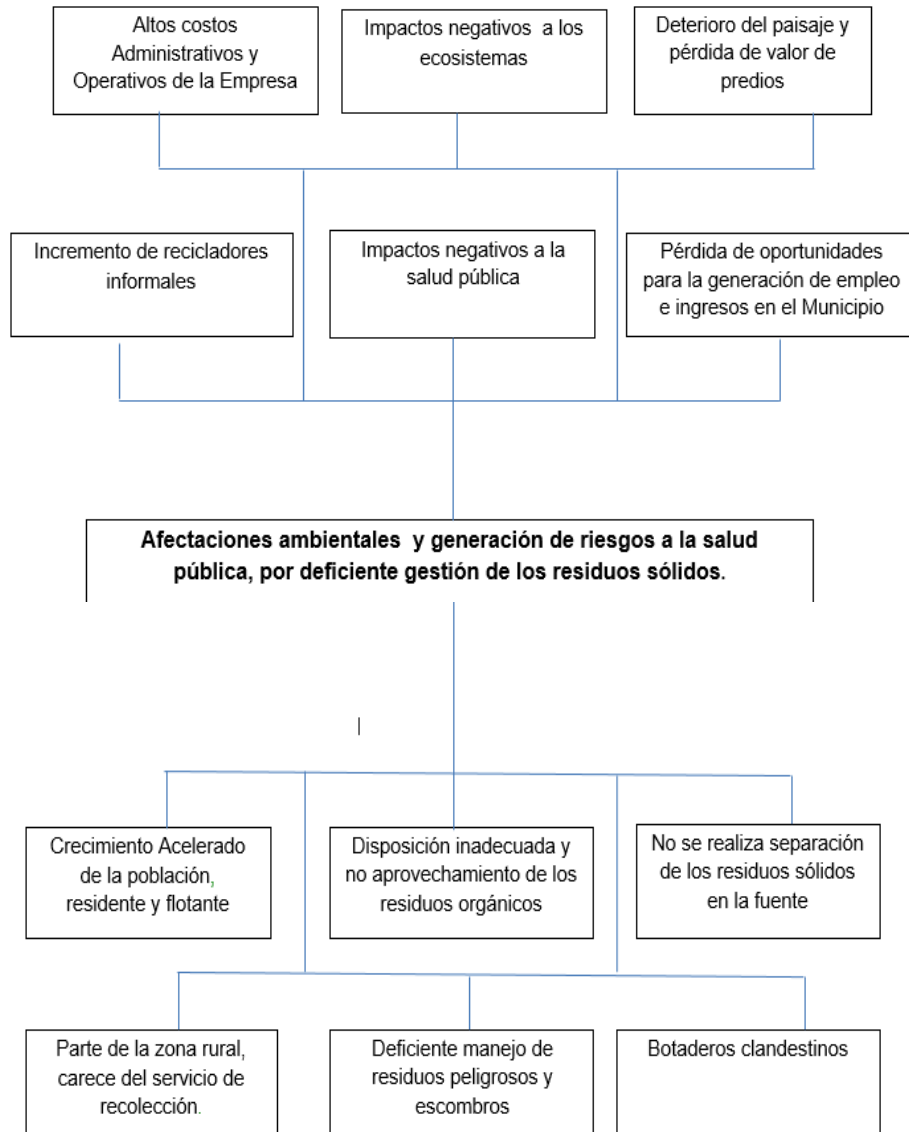 Altos costos
Administrativos y
Operativos de la Empresa
Impactos negativos  a los
ecosistemas
Deterioro del paisaje y
pérdida de valor de
predios
Incremento de recicladores
informales
Impactos negativos a la
salud pública
Pérdida de oportunidades
para la generación de empleo
e ingresos en el Municipio
Afectaciones ambientales  y generación de riesgos a la salud
pública, por deficiente gestión de los residuos sólidos.
Crecimiento Acelerado
de la población,
residente y flotante
Disposición inadecuada y
no aprovechamiento de los
residuos orgánicos
No se realiza separación
de los residuos sólidos
en la fuente
Parte de la zona rural,
carece del servicio de
recolección.
Deficiente manejo de
residuos peligrosos y
escombros
Botaderos clandestinos